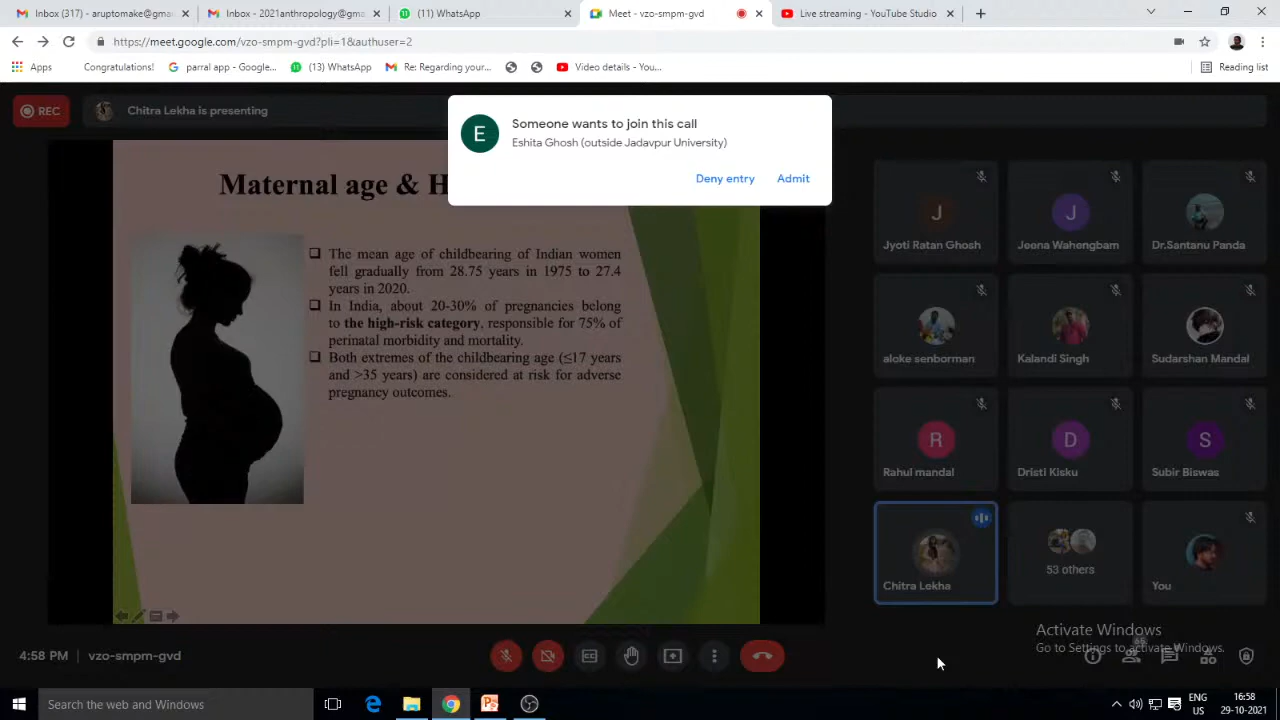 Inbox (317) - aruptomake@gma
Inbox - 2021anthropology@gma
(11) WhatsApp
Meet - vzo-smpm-gvd
Live streaming - YouTube Studio
https://meet.google.com/vzo-smpm-gvd?pli=1&authuser=2
Apps
Congratulations!
parral app - Google...
(13) WhatsApp
Re: Regarding your...
Video details - You...
Reading list
REC
Chitra Lekha is presenting
E
Someone wants to join this call
Eshita Ghosh (outside Jadavpur University)
Deny entry
Admit
Maternal age & H
The mean age of childbearing of Indian women
fell gradually from 28.75 years in 1975 to 27.4
years in 2020.
In India, about 20-30% of pregnancies belong
to the high-risk category, responsible for 75% of
perinatal morbidity and mortality.
Both extremes of the childbearing age (≤17 years
and >35 years) are considered at risk for adverse
pregnancy outcomes.
J
Jyoti Ratan Ghosh
J
Jeena Wahengbam
Dr.Santanu Panda
aloke senborman
Kalandi Singh
Sudarshan Mandal
R
Rahul mandal
D
Dristi Kisku
S
Subir Biswas
Chitra Lekha
53 others
You
4:58 PM
vzo-smpm-gvd
65
Activate Windows
Go to Settings to activate Windows.
Search the web and Windows
ENG
US
16:58
29-10-2021